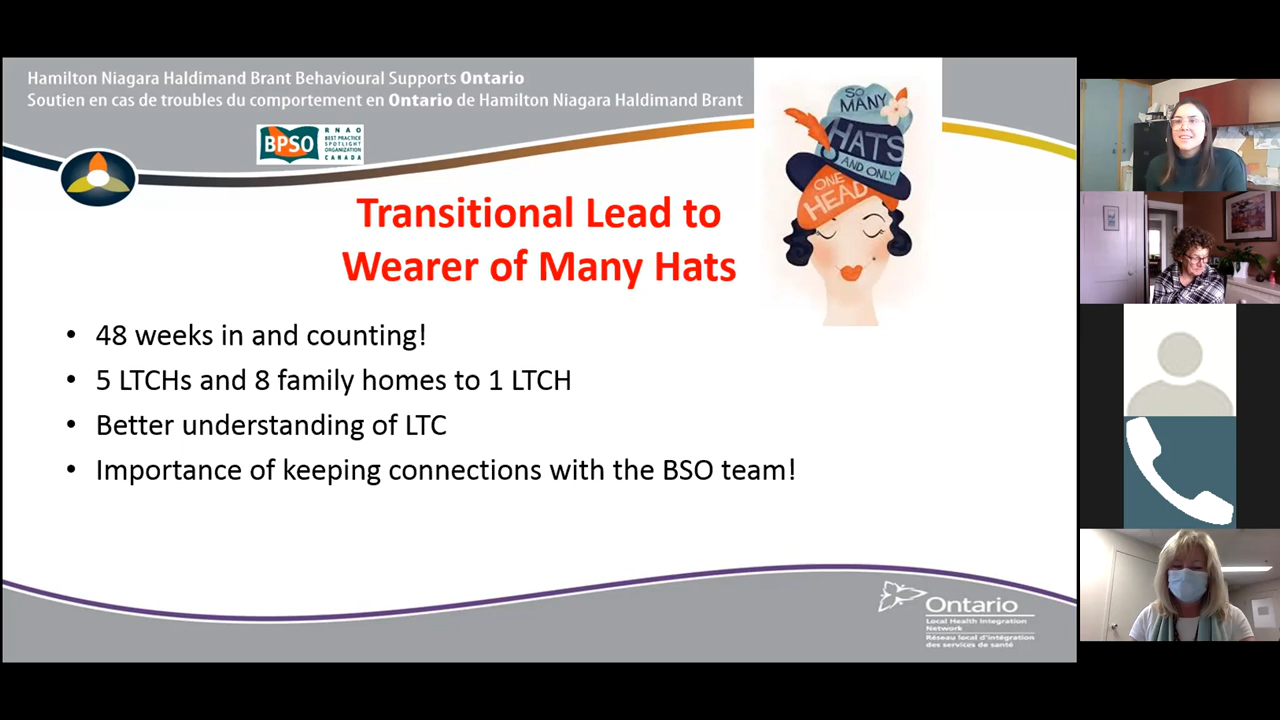 Hamilton Niagara Haldimand Brant Behavioural Supports Ontario
Soutien en cas de troubles du comportement en Ontario de Hamilton Niagara Haldimand Brant
BPSO
RNAO
BEST PRACTICE
SPOTLIGHT
ORGANIZATION
CANADA
SO
MANY
HATS
AND ONLY
ONE
HEAD
Transitional Lead to
Wearer of Many Hats
• 48 weeks in and counting!
• 5 LTCHs and 8 family homes to 1 LTCH
• Better understanding of LTC
• Importance of keeping connections with the BSO team!
Ontario
Local Health Integration
Network
Réseau local d'intégration
des services de santé